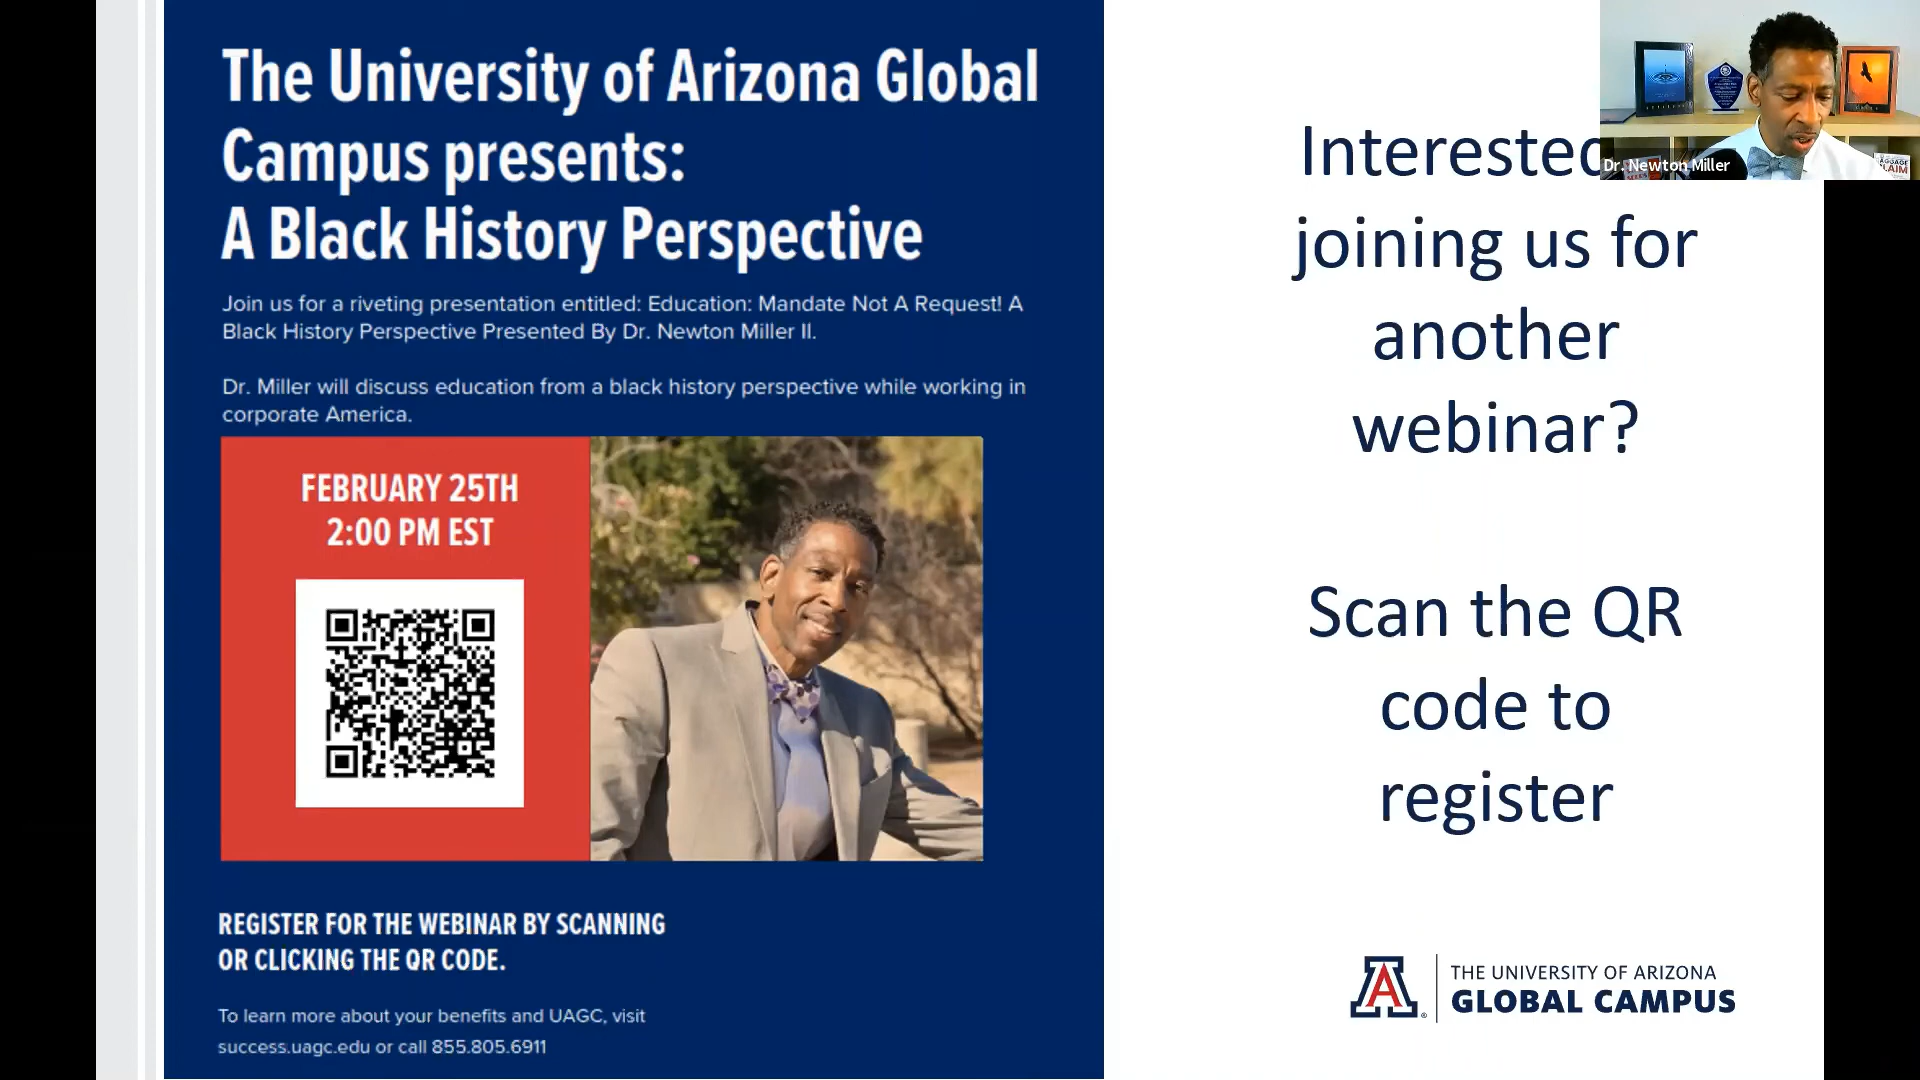 The University of Arizona Global
Campus presents:
A Black History Perspective
Join us for a riveting presentation entitled: Education: Mandate Not A Request! A
Black History Perspective Presented By Dr. Newton Miller II.
Dr. Miller will discuss education from a black history perspective while working in
corporate America.
FEBRUARY 25TH
2:00 PM EST
REGISTER FOR THE WEBINAR BY SCANNING
OR CLICKING THE QR CODE.
To learn more about your benefits and UAGC, visit
success.uagc.edu or call 855.805.6911
Interested
joining us for
another
webinar?
Scan the QR
code to
register
A
THE UNIVERSITY OF ARIZONA
GLOBAL CAMPUS
Dr. Newton Miller